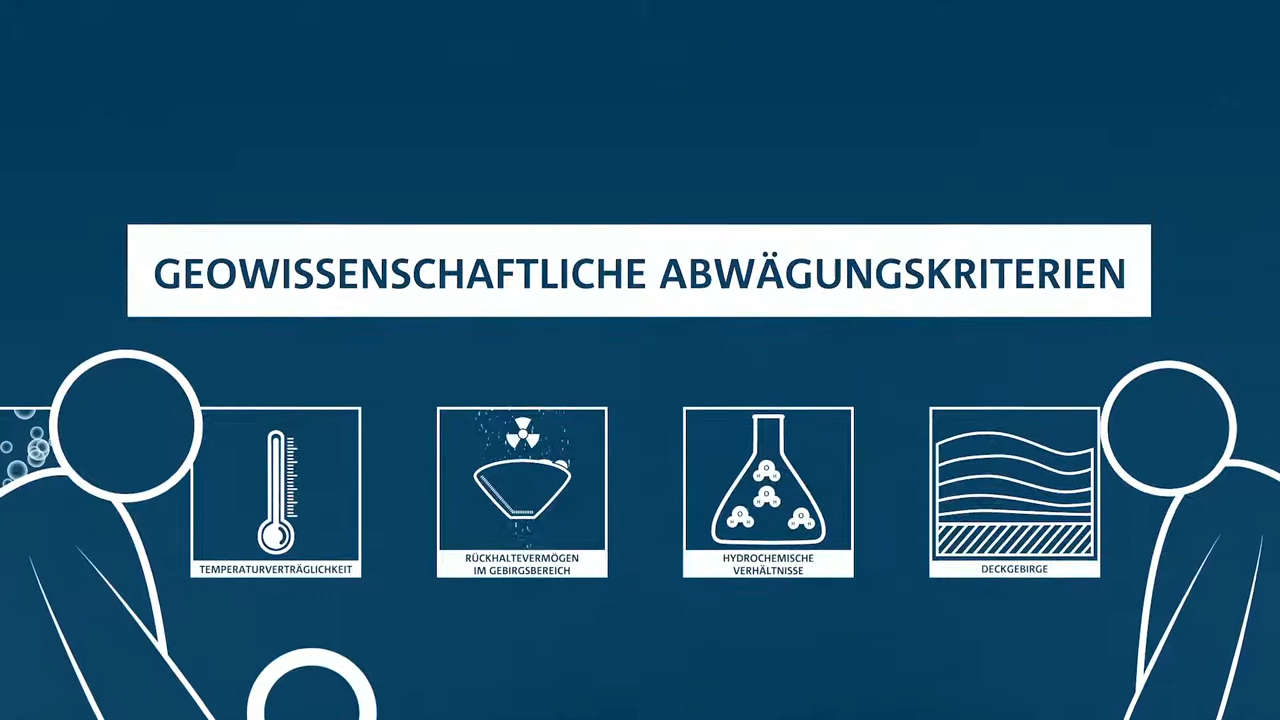 GEOWISSENSCHAFTLICHE ABWÄGUNGSKRITERIEN
TEMPERATURVERTRÄGLICHKEIT
RÜCKHALTEVERMÖGEN
IM GEBIRGSBEREICH
HYDROCHEMISCHE
VERHÄLTNISSE
DECKGEBIRGE